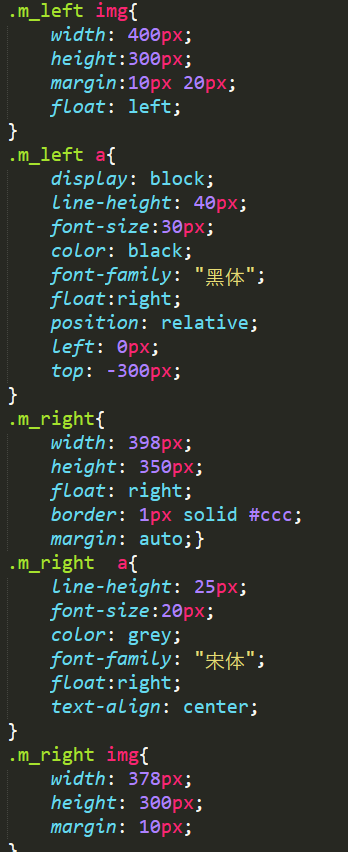 .m_left img{
    width: 400px;
    height:300px;
    margin:10px 20px;
    float: left;
}
.m_left a{
    display: block;
    line-height: 40px;
    font-size:30px;
    color: black;
    font-family: "黑体";
    float:right;
    position: relative;
    left: 0px;
    top: -300px;
}
.m_right{
    width: 398px;
    height: 350px;
    float: right;
    border: 1px solid #ccc;
    margin: auto;}
.m_right  a{
    line-height: 25px;
    font-size:20px;
    color: grey;
    font-family: "宋体";
    float:right;
    text-align: center;
}
.m_right img{
    width: 378px;
    height: 300px;
    margin: 10px;
}